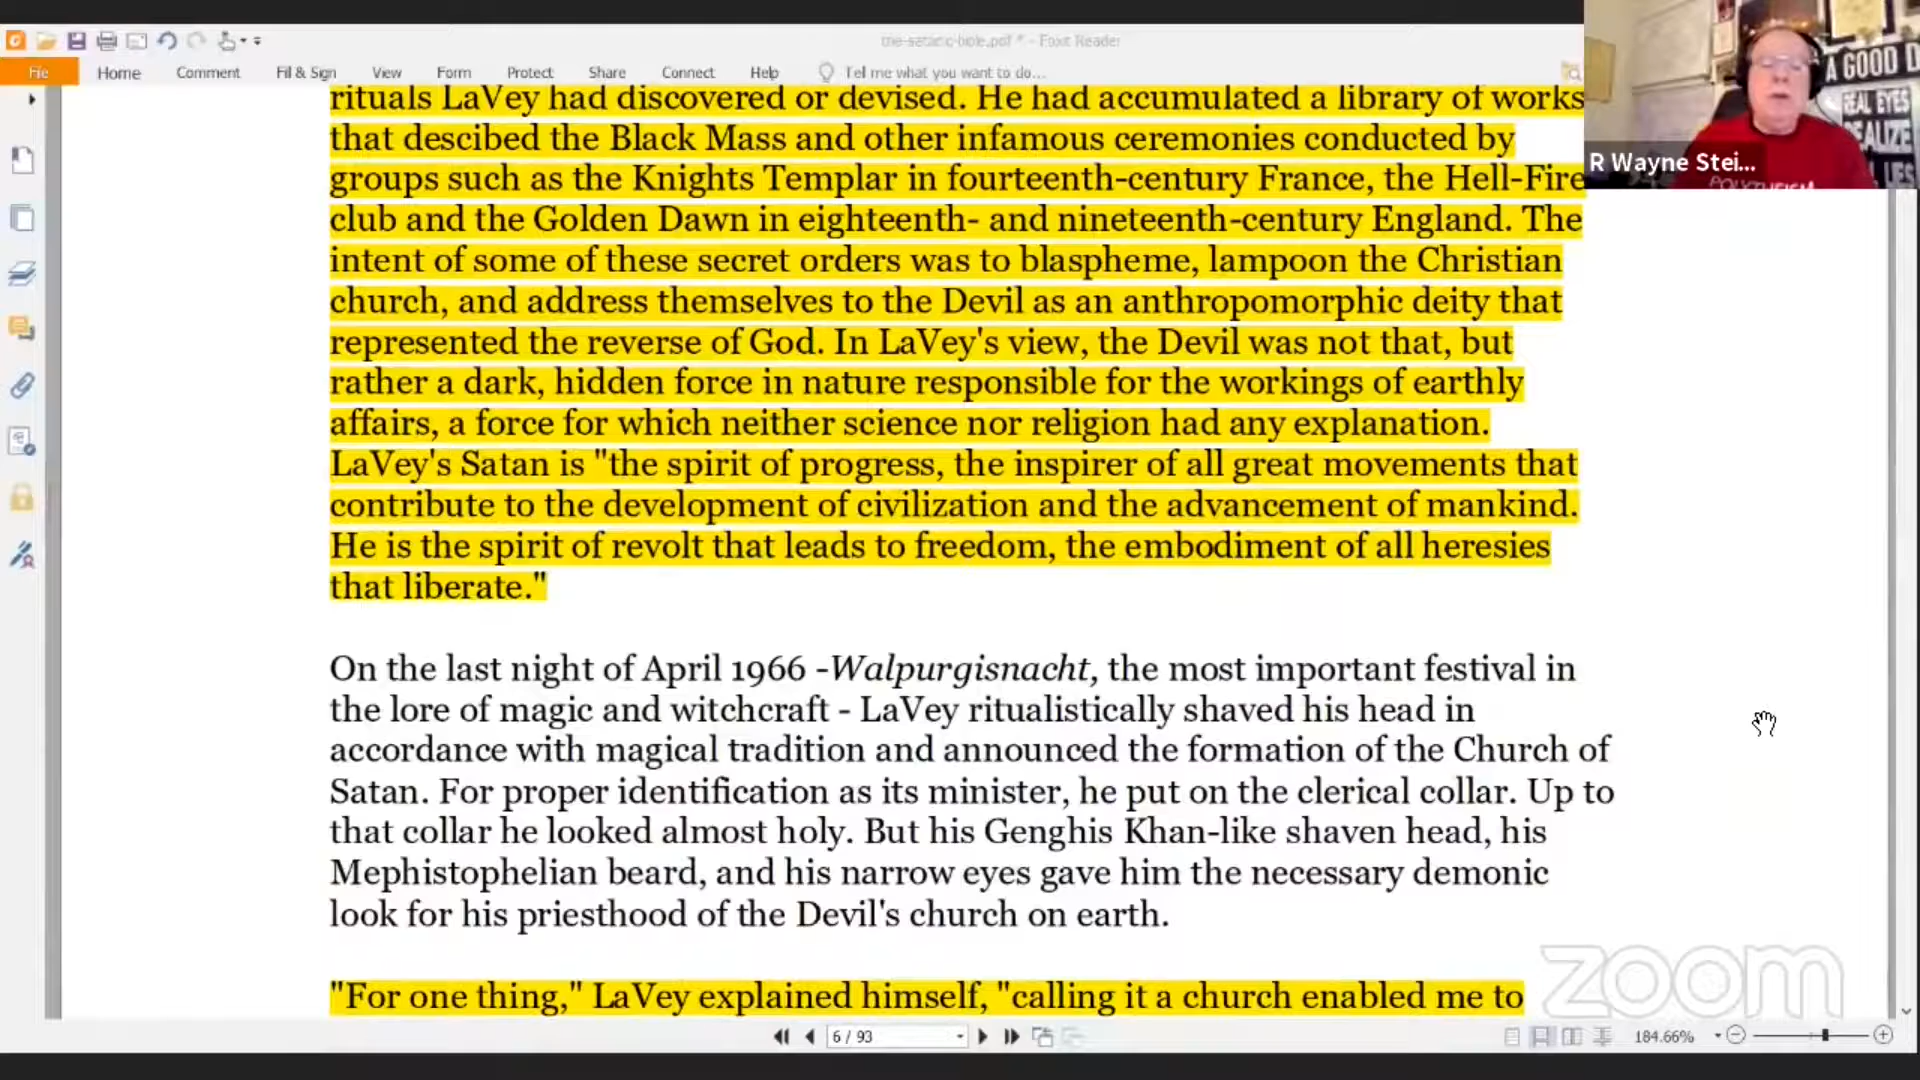 the-satanic-bible.pdf * - Foxit Reader
File Home Comment Fill & Sign View Form Protect Share Connect Help Tell me what you want to do...
A GOOD D
REAL EYES
REALIZE
LIES
R Wayne Stei...
POLYTHEISM
rituals LaVey had discovered or devised. He had accumulated a library of works
that descibed the Black Mass and other infamous ceremonies conducted by
groups such as the Knights Templar in fourteenth-century France, the Hell-Fire
club and the Golden Dawn in eighteenth- and nineteenth-century England. The
intent of some of these secret orders was to blaspheme, lampoon the Christian
church, and address themselves to the Devil as an anthropomorphic deity that
represented the reverse of God. In LaVey's view, the Devil was not that, but
rather a dark, hidden force in nature responsible for the workings of earthly
affairs, a force for which neither science nor religion had any explanation.
LaVey's Satan is "the spirit of progress, the inspirer of all great movements that
contribute to the development of civilization and the advancement of mankind.
He is the spirit of revolt that leads to freedom, the embodiment of all heresies
that liberate."
On the last night of April 1966 -Walpurgisnacht, the most important festival in
the lore of magic and witchcraft - LaVey ritualistically shaved his head in
accordance with magical tradition and announced the formation of the Church of
Satan. For proper identification as its minister, he put on the clerical collar. Up to
that collar he looked almost holy. But his Genghis Khan-like shaven head, his
Mephistophelian beard, and his narrow eyes gave him the necessary demonic
look for his priesthood of the Devil's church on earth.
"For one thing," LaVey explained himself, "calling it a church enabled me to
zoom
6 / 93
184.66%